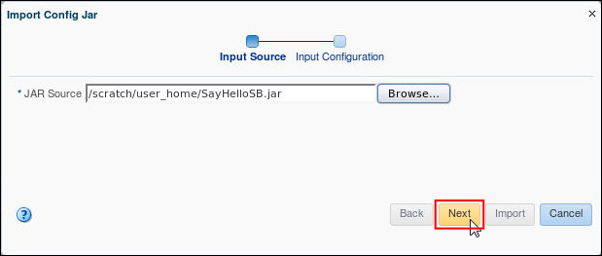 Import Config Jar
Input Source Input Configuration
* JAR Source /scratch/user_home/SayHelloSB.jar Browse...
? Back Next Import Cancel